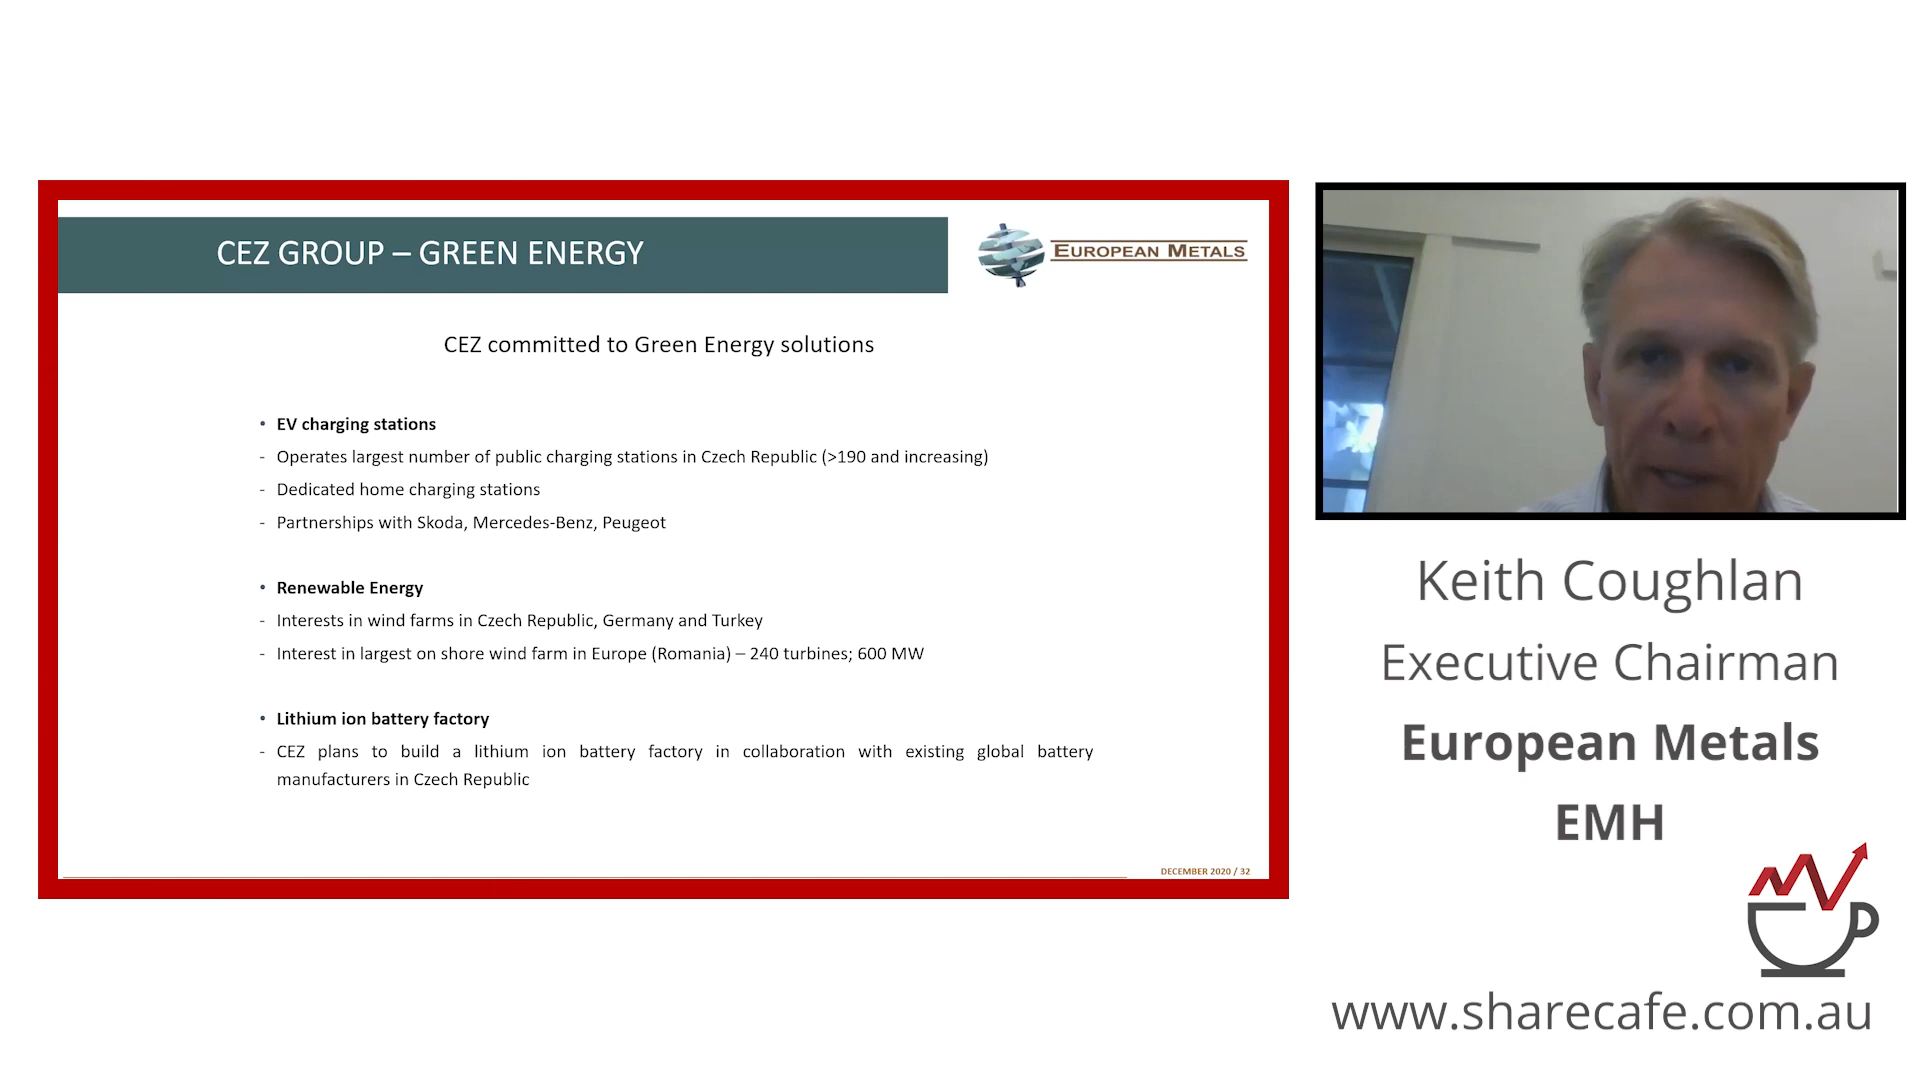 CEZ GROUP – GREEN ENERGY
EUROPEAN METALS
CEZ committed to Green Energy solutions
• EV charging stations
- Operates largest number of public charging stations in Czech Republic (>190 and increasing)
- Dedicated home charging stations
- Partnerships with Skoda, Mercedes-Benz, Peugeot
• Renewable Energy
- Interests in wind farms in Czech Republic, Germany and Turkey
- Interest in largest on shore wind farm in Europe (Romania) – 240 turbines; 600 MW
• Lithium ion battery factory
- CEZ plans to build a lithium ion battery factory in collaboration with existing global battery
manufacturers in Czech Republic
DECEMBER 2020 / 32
Keith Coughlan
Executive Chairman
European Metals
EMH
www.sharecafe.com.au